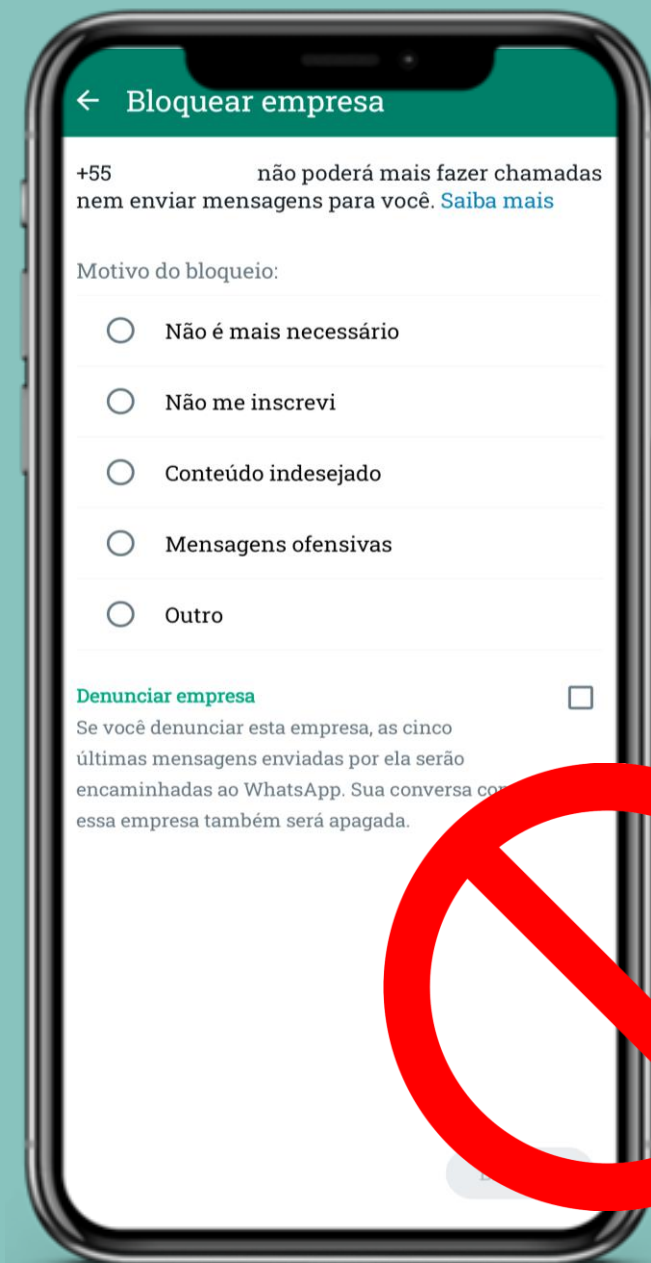 ← Bloquear empresa
+55 não poderá mais fazer chamadas
nem enviar mensagens para você. Saiba mais
Motivo do bloqueio:
Não é mais necessário
Não me inscrevi
Conteúdo indesejado
Mensagens ofensivas
Outro
Denunciar empresa
Se você denunciar esta empresa, as cinco
últimas mensagens enviadas por ela serão
encaminhadas ao WhatsApp. Sua conversa
essa empresa também será apagada.